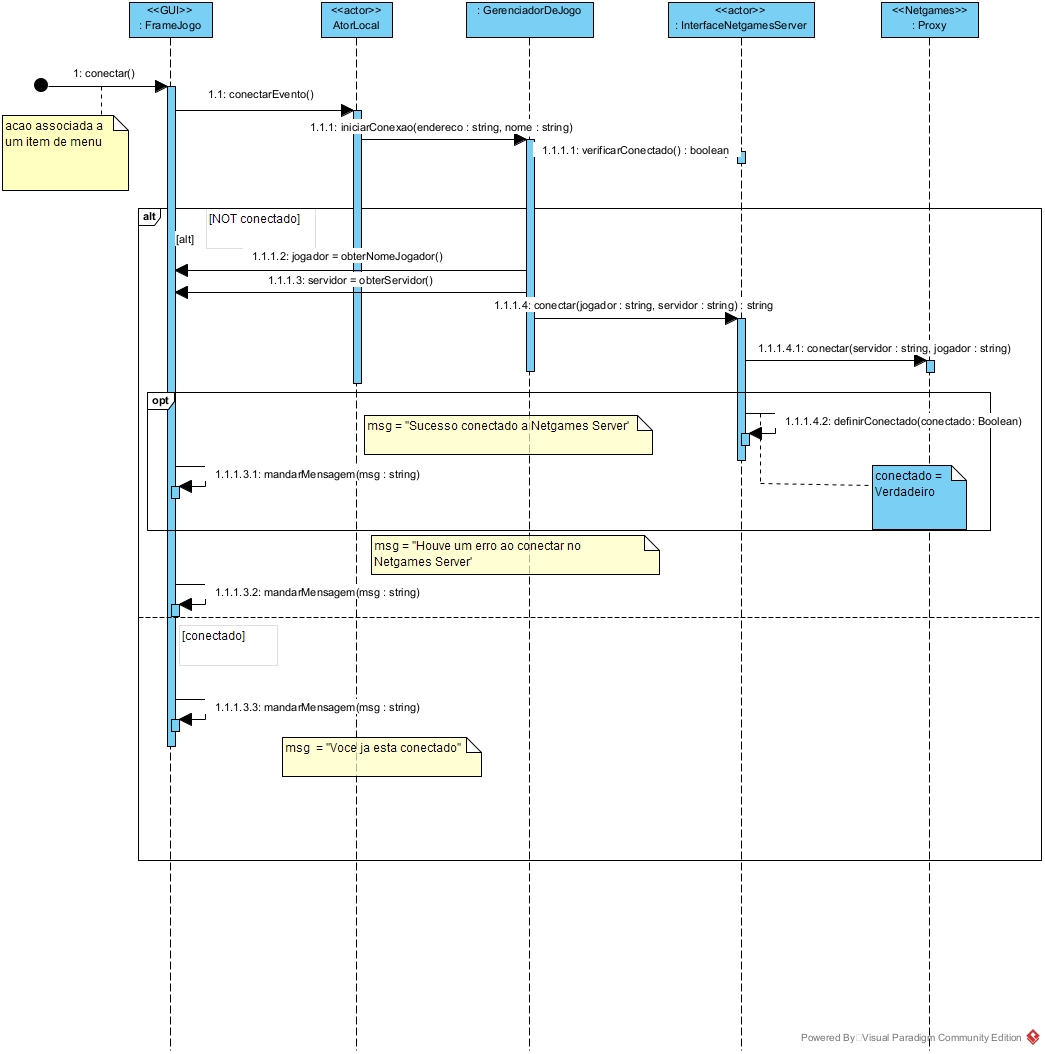 <<GUI>>
: FrameJogo
<<actor>>
AtorLocal
: GerenciadorDeJogo
<<actor>>
: InterfaceNetgamesServer
<<Netgames>>
: Proxy
1: conectar()
1.1: conectarEvento()
acao associada a
um item de menu
1.1.1: iniciarConexao(endereco : string, nome : string)
1.1.1.1: verificarConectado() : boolean
alt
[NOT conectado]
[alt]
1.1.1.2: jogador = obterNomeJogador()
1.1.1.3: servidor = obterServidor()
1.1.1.4: conectar(jogador : string, servidor : string) : string
1.1.1.4.1: conectar(servidor : string, jogador : string)
opt
msg = "Sucesso conectado a Netgames Server'
1.1.1.4.2: definirConectado(conectado: Boolean)
1.1.1.3.1: mandarMensagem(msg : string)
conectado =
Verdadeiro
msg = "Houve um erro ao conectar no
Netgames Server'
1.1.1.3.2: mandarMensagem(msg : string)
[conectado]
1.1.1.3.3: mandarMensagem(msg : string)
msg  = "Voce ja esta conectado"
Powered By Visual Paradigm Community Edition